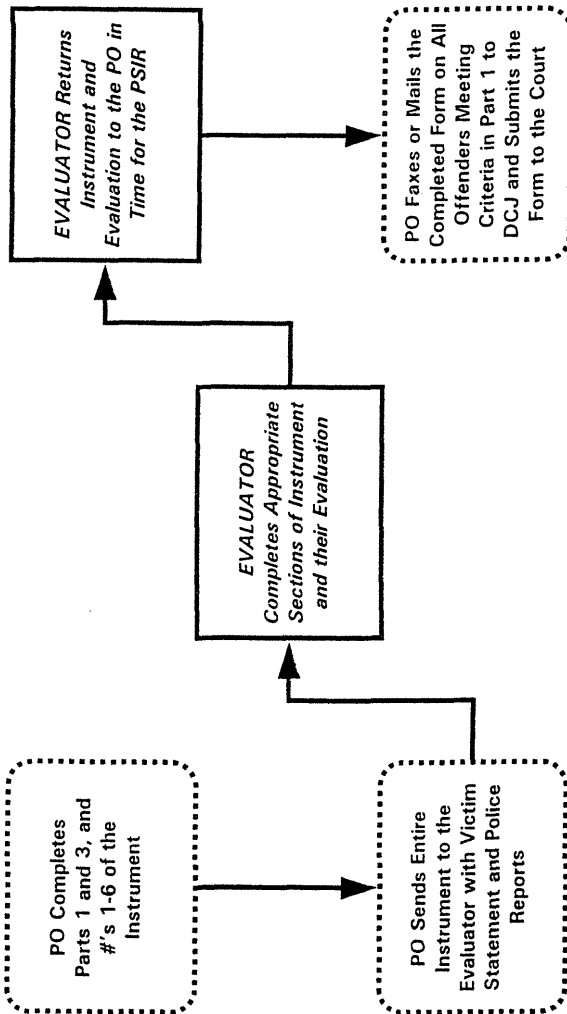 PO Completes
Parts 1 and 3, and
#'s 1-6 of the
Instrument
PO Sends Entire
Instrument to the
Evaluator with Victim
Statement and Police
Reports
EVALUATOR
Completes Appropriate
Sections of Instrument
and their Evaluation
EVALUATOR Returns
Instrument and
Evaluation to the PO in
Time for the PSIR
PO Faxes or Mails the
Completed Form on All
Offenders Meeting
Criteria in Part 1 to
DCJ and Submits the
Form to the Court